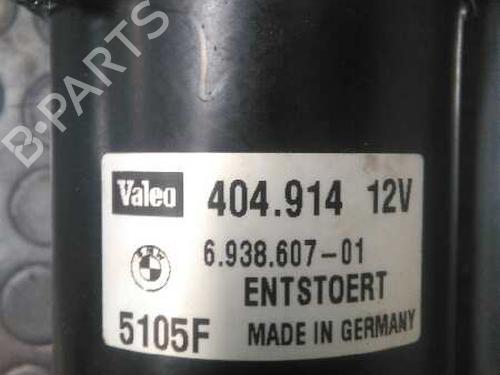 B-PARTS
Valeo 404.914 12V
6.938.607-01
ENTSTOERT
5105F MADE IN GERMANY